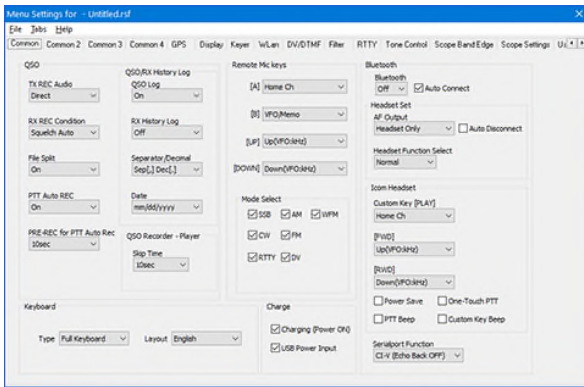 Menu Settings for - Untitled.rsf
File Tabs Help
Common Common 2 Common 3 Common 4 GPS Display Keyer WLan DV/DTMF Filter RTTY Tone Control Scope Band Edge Scope Settings
QSO
TX REC Audio
Direct
RX REC Condition
Squelch Auto
File Split
On
PTT Auto REC
On
PRE-REC for PTT Auto Rec
10sec
QSO/RX History Log
QSO Log
On
RX History Log
Off
Separator/Decimal
Sep[,] Dec[.]
Date
mm/dd/yyyy
QSO Recorder - Player
Skip Time
10sec
Remote Mic keys
[A] Home Ch
[B] VFO/Memo
[UP] Up(VFO:kHz)
[DOWN] Down(VFO:kHz)
Mode Select
SSB AM WFM
CW FM
RTTY DV
Bluetooth
Bluetooth
Off Auto Connect
Headset Set
AF Output
Headset Only Auto Disconnect
Headset Function Select
Normal
Icom Headset
Custom Key [PLAY]
Home Ch
[FWD]
Up(VFO:kHz)
[RWD]
Down(VFO:kHz)
Power Save One-Touch PTT
PTT Beep Custom Key Beep
Serialport Function
CI-V (Echo Back OFF)
Keyboard
Type Full Keyboard Layout English
Charge
Charging (Power ON)
USB Power Input